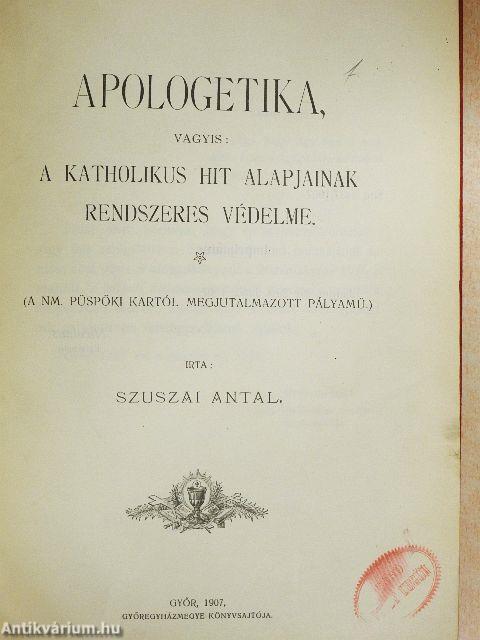 APOLOGETIKA,
VAGYIS:
A KATHOLIKUS HIT ALAPJAINAK
RENDSZERES VÉDELME.
(A NM. PÜSPÖKI KARTÓL MEGJUTALMAZOTT PÁLYAMŰ.)
IRTA:
SZUSZAI ANTAL.
GYŐR, 1907,
GYŐREGYHÁZMEGYE KÖNYVSAJTÓJA.
Antikvárium.hu